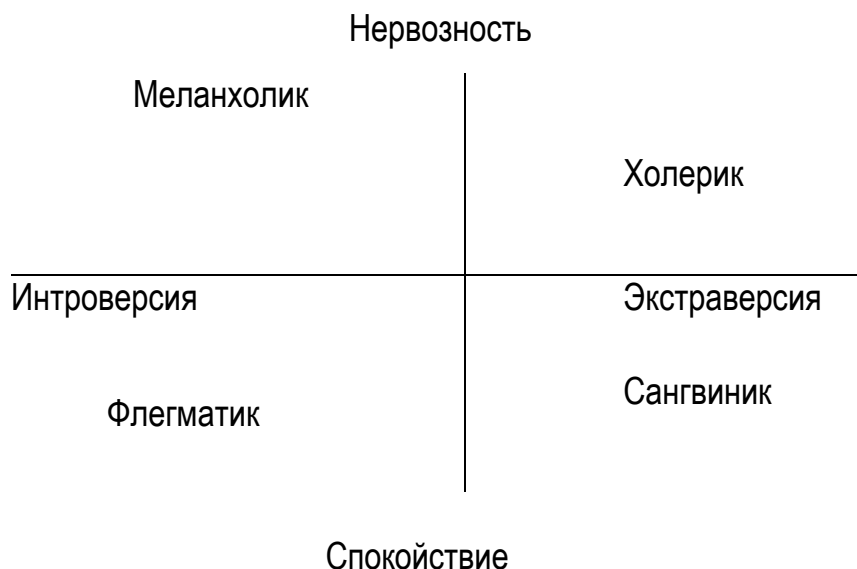 Нервозность
Меланхолик
Холерик
Интроверсия
Экстраверсия
Сангвиник
Флегматик
Спокойствие